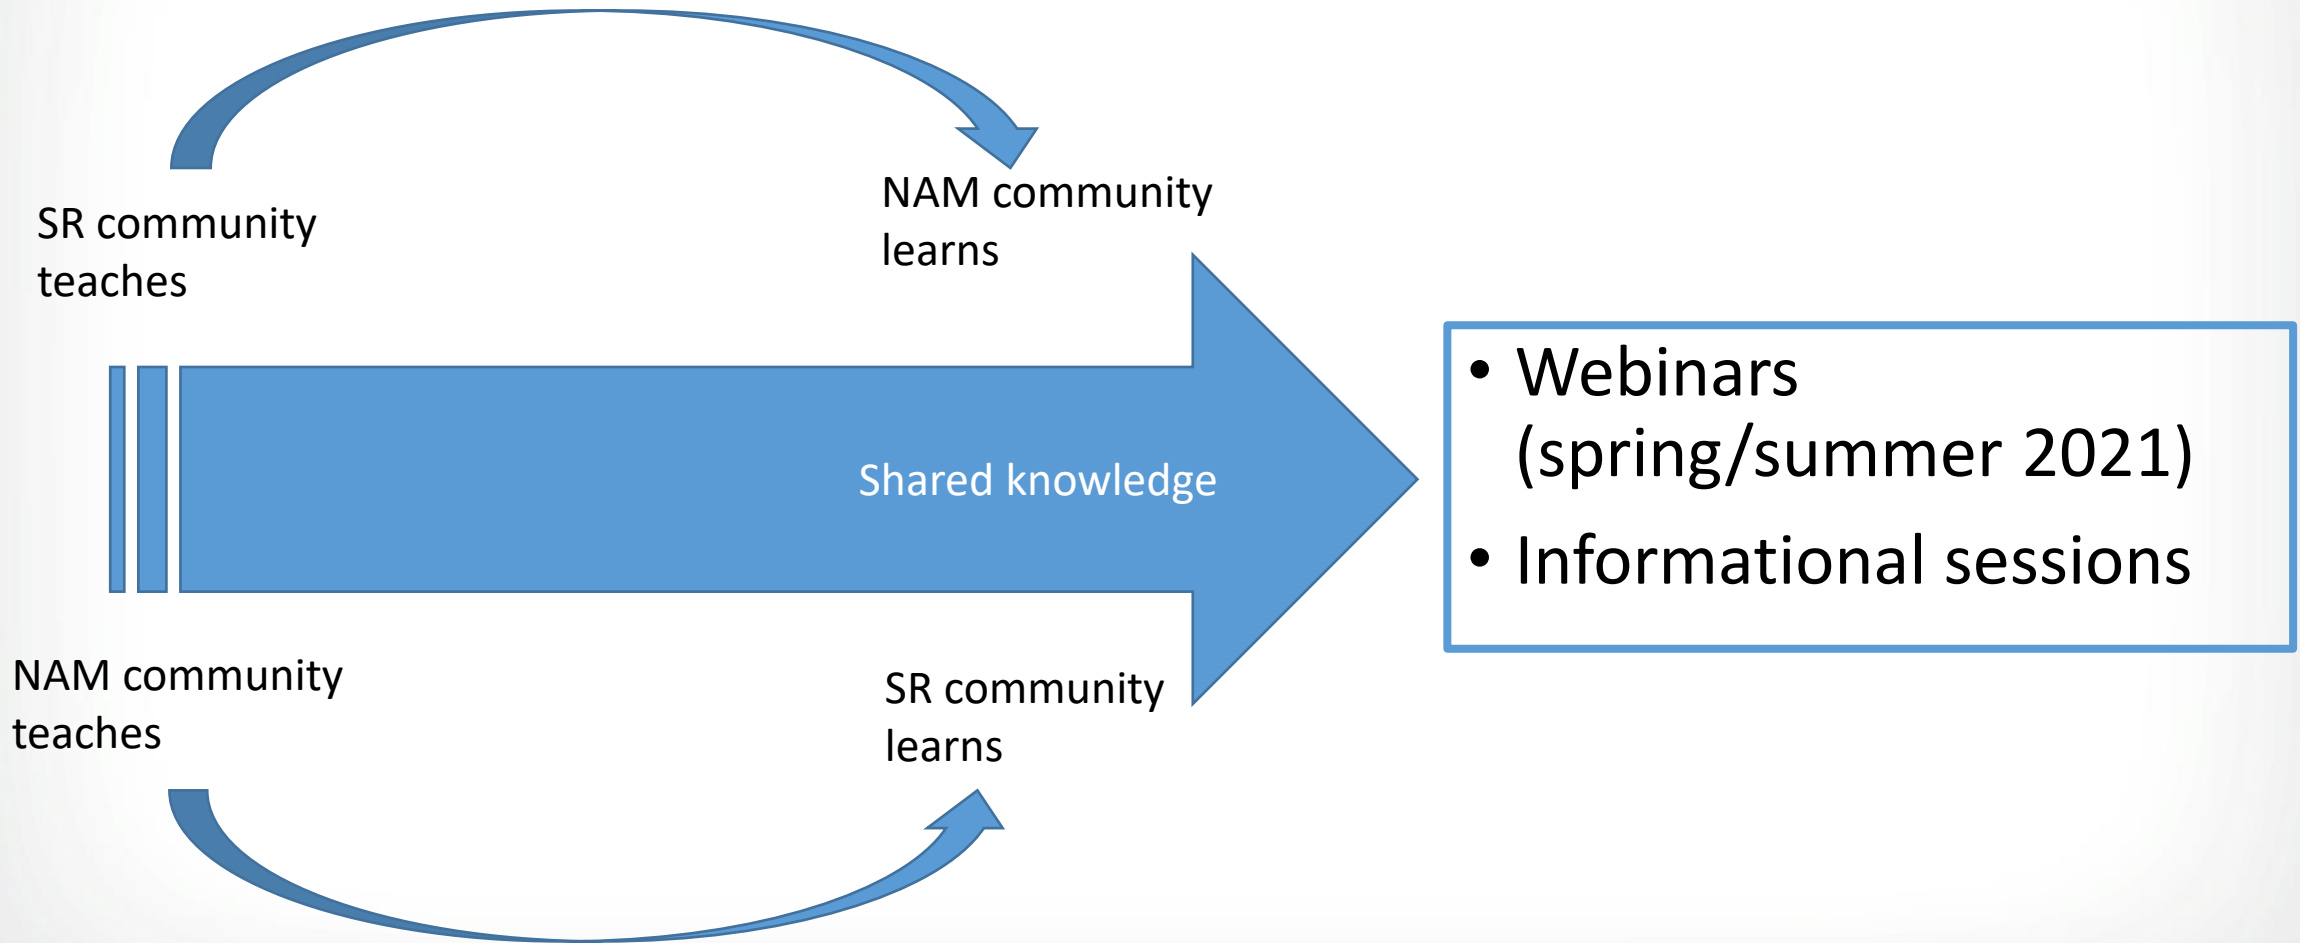 SR community
teaches
NAM community
learns
Shared knowledge
• Webinars
(spring/summer 2021)
• Informational sessions
NAM community
teaches
SR community
learns